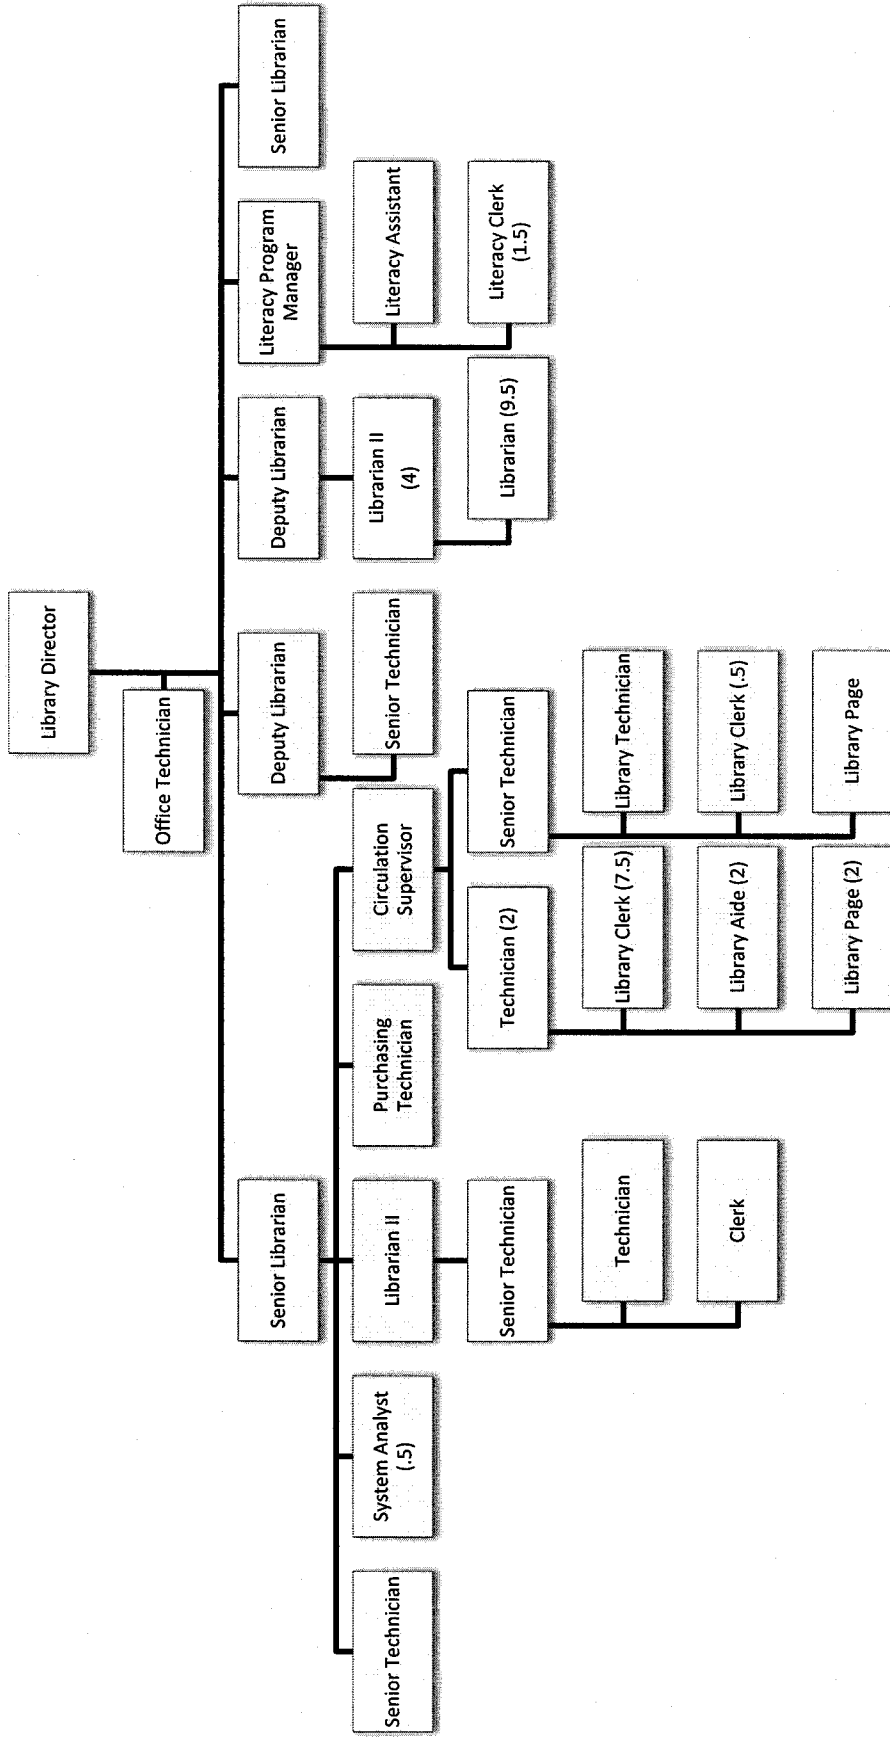 Library Director
Office Technician
Senior Librarian
Deputy Librarian
Deputy Librarian
Literacy Program
Manager
Senior Librarian
Senior Technician
System Analyst
(.5)
Librarian II
Purchasing
Technician
Circulation
Supervisor
Senior Technician
Librarian II
(4)
Literacy Assistant
Senior Technician
Technician (2)
Senior Technician
Librarian (9.5)
Literacy Clerk
(1.5)
Technician
Library Clerk (7.5)
Library Technician
Clerk
Library Aide (2)
Library Clerk (.5)
Library Page (2)
Library Page